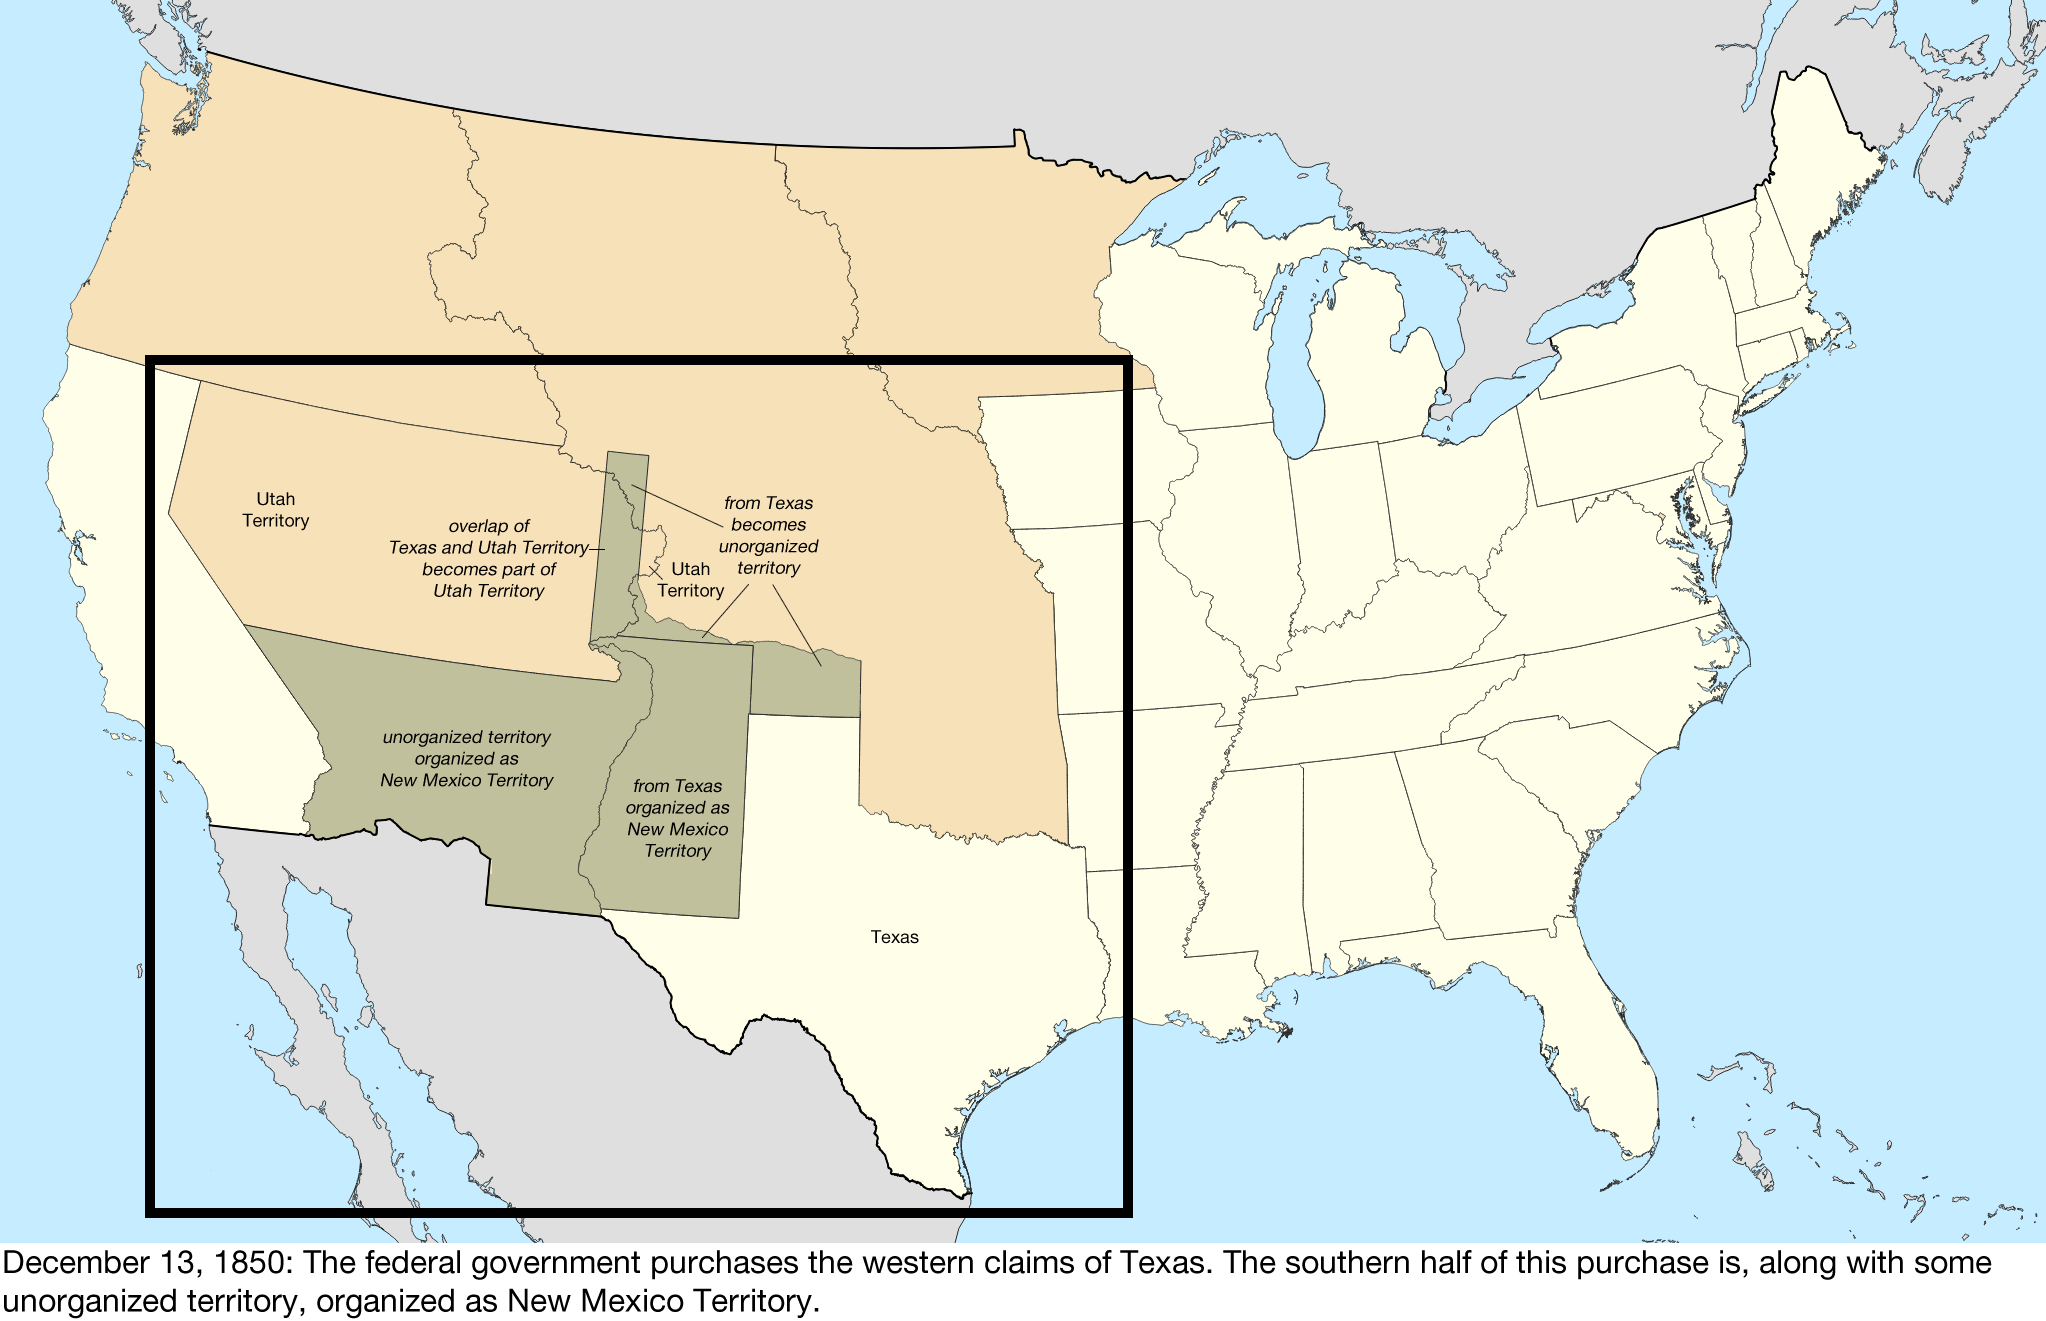 Utah
Territory
overlap of
Texas and Utah Territory
becomes part of
Utah Territory
from Texas
becomes
unorganized
territory
Utah
Territory
unorganized territory
organized as
New Mexico Territory
from Texas
organized as
New Mexico
Territory
Texas
December 13, 1850: The federal government purchases the western claims of Texas. The southern half of this purchase is, along with some
unorganized territory, organized as New Mexico Territory.